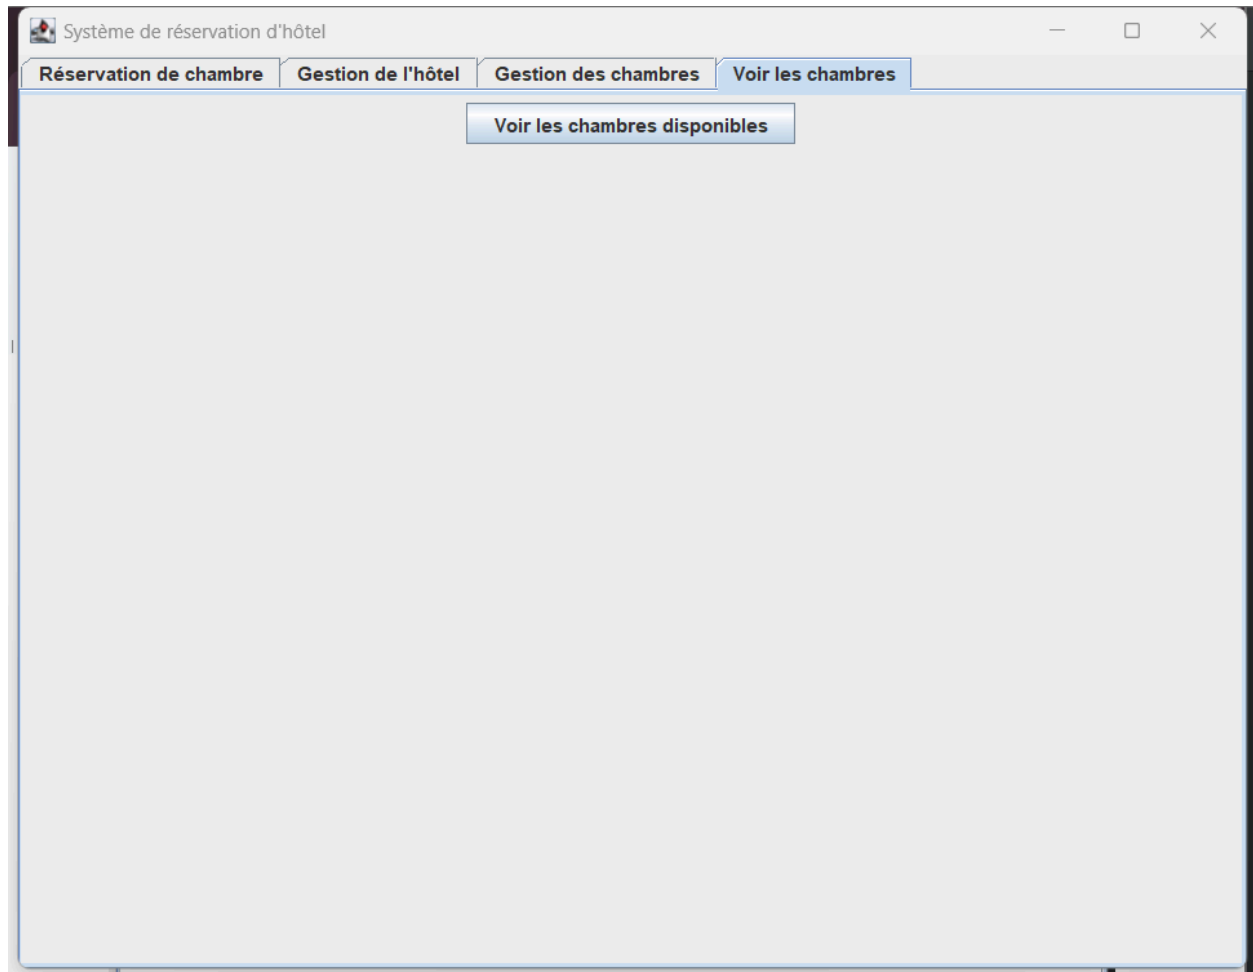 Système de réservation d'hôtel
Réservation de chambre Gestion de l'hôtel Gestion des chambres Voir les chambres
Voir les chambres disponibles